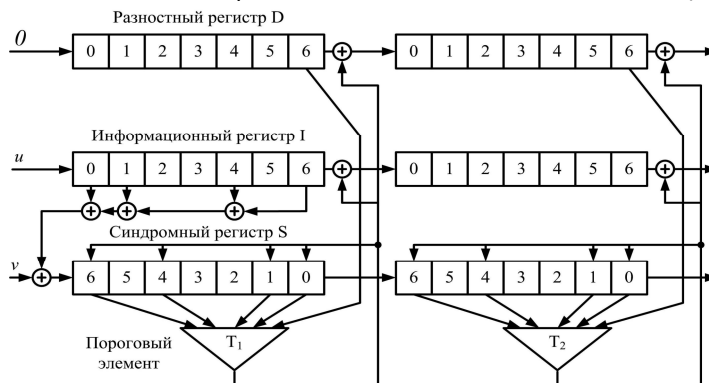 Разностный регистр D
0
0 1 2 3 4 5 6
0 1 2 3 4 5 6
Информационный регистр I
u
0 1 2 3 4 5 6
0 1 2 3 4 5 6
Синдромный регистр S
v
6 5 4 3 2 1 0
6 5 4 3 2 1 0
Пороговый
элемент
T₁
T₂